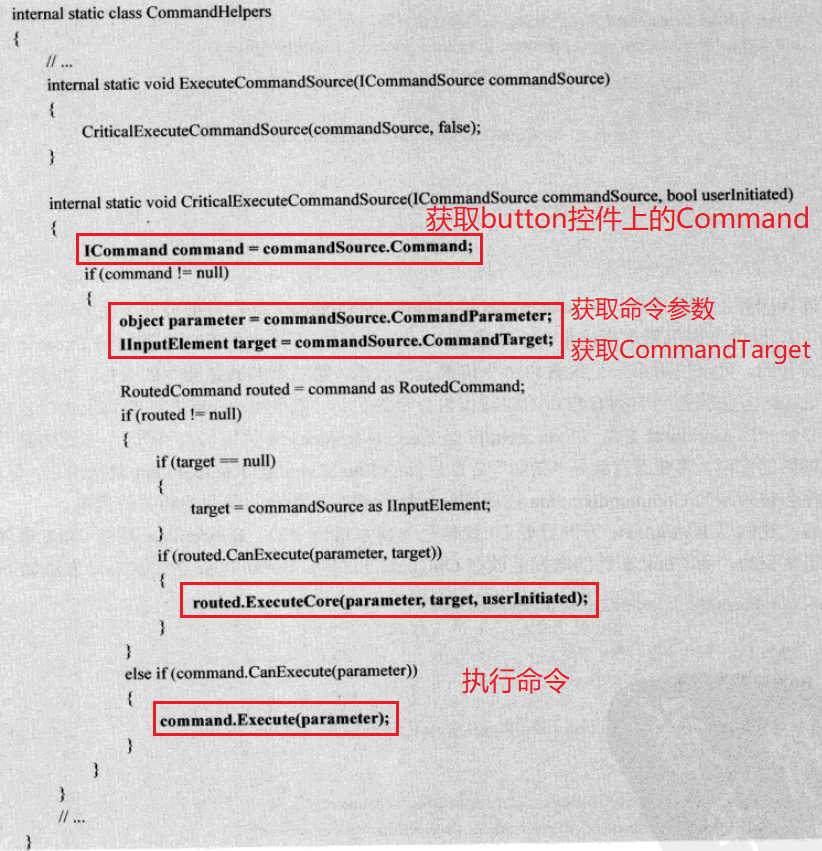 internal static class CommandHelpers
{
// ...
internal static void ExecuteCommandSource(ICommandSource commandSource)
{
CriticalExecuteCommandSource(commandSource, false);
}
internal static void CriticalExecuteCommandSource(ICommandSource commandSource, bool userInitiated)
{
获取button控件上的Command
ICommand command = commandSource.Command;
if (command != null)
{
object parameter = commandSource.CommandParameter;
获取命令参数
IInputElement target = commandSource.CommandTarget;
获取CommandTarget
RoutedCommand routed = command as RoutedCommand;
if (routed != null)
{
if (target == null)
{
target = commandSource as IInputElement;
}
if (routed.CanExecute(parameter, target))
{
routed.ExecuteCore(parameter, target, userInitiated);
}
}
else if (command.CanExecute(parameter))
执行命令
{
command.Execute(parameter);
}
}
}
// ...
}